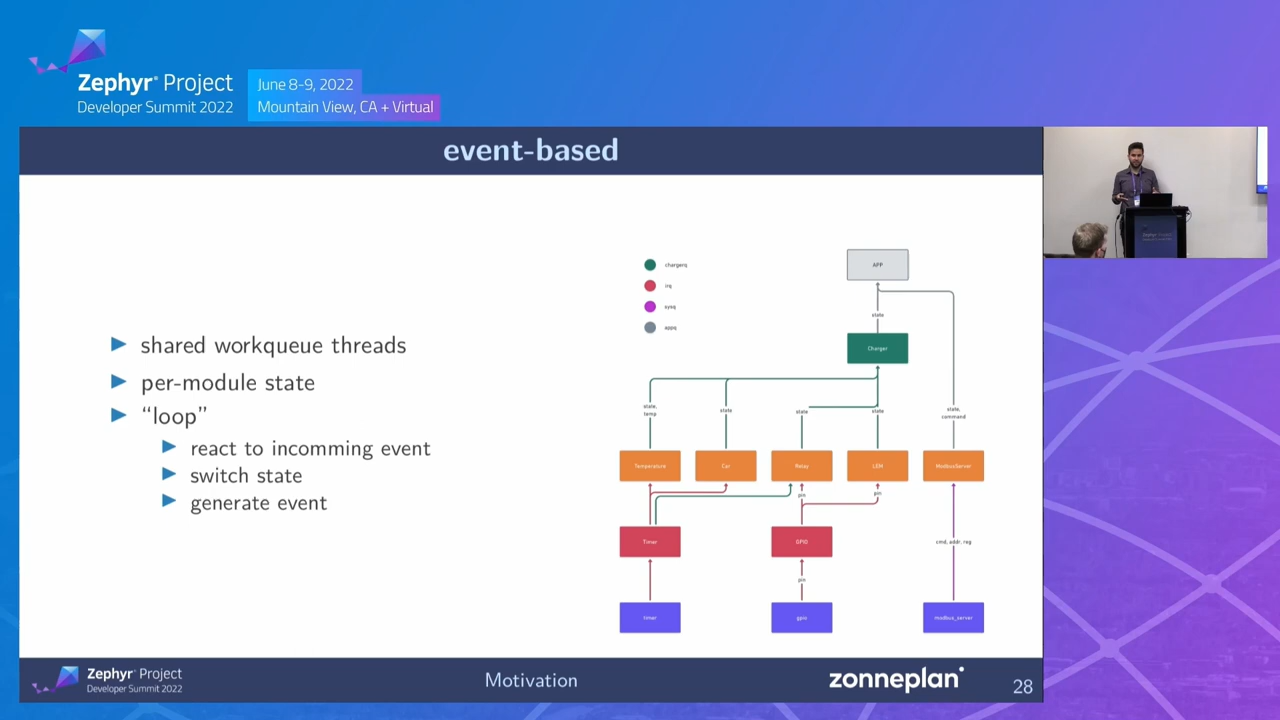 Zephyr® Project
Developer Summit 2022
June 8-9, 2022
Mountain View, CA + Virtual
event-based
shared workqueue threads
per-module state
“loop”
react to incomming event
switch state
generate event
chargerq
irq
sysq
appq
APP
state
Charger
state,
temp
state
state
state
state,
command
Temperature
Car
Relay
LEM
ModbusServer
pin
pin
Timer
GPIO
cmd, addr, reg
pin
timer
gpio
modbus_server
Zephyr® Project
Developer Summit 2022
Motivation
zonneplan
28